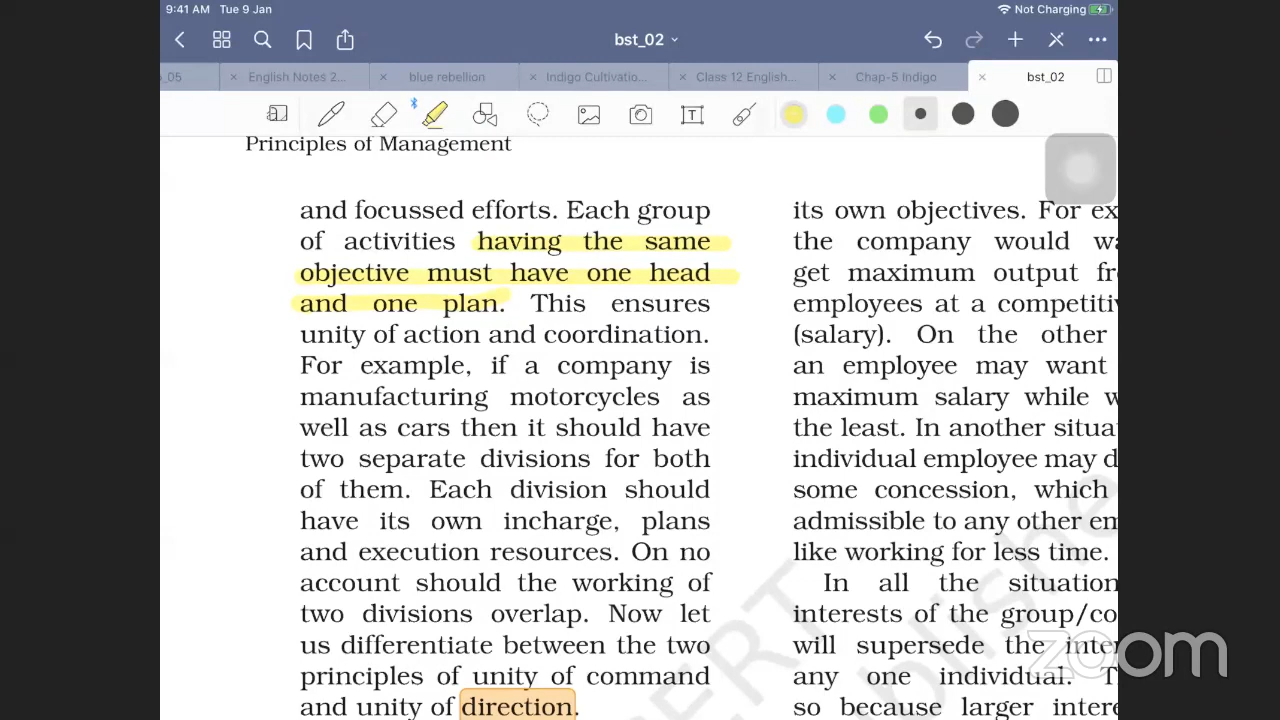 9:41 AM Tue 9 Jan
Not Charging
bst_02
_05
English Notes 2...
blue rebellion
Indigo Cultivatio...
Class 12 English...
Chap-5 Indigo
bst_02
Principles of Management
and focussed efforts. Each group
of activities having the same
objective must have one head
and one plan. This ensures
unity of action and coordination.
For example, if a company is
manufacturing motorcycles as
well as cars then it should have
two separate divisions for both
of them. Each division should
have its own incharge, plans
and execution resources. On no
account should the working of
two divisions overlap. Now let
us differentiate between the two
principles of unity of command
and unity of direction.
its own objectives. For ex
the company would wa
get maximum output fr
employees at a competitiv
(salary). On the other
an employee may want
maximum salary while w
the least. In another situa
individual employee may d
some concession, which
admissible to any other em
like working for less time.
In all the situation
interests of the group/co
will supersede the inter
any one individual. T
so because larger intere
zoom